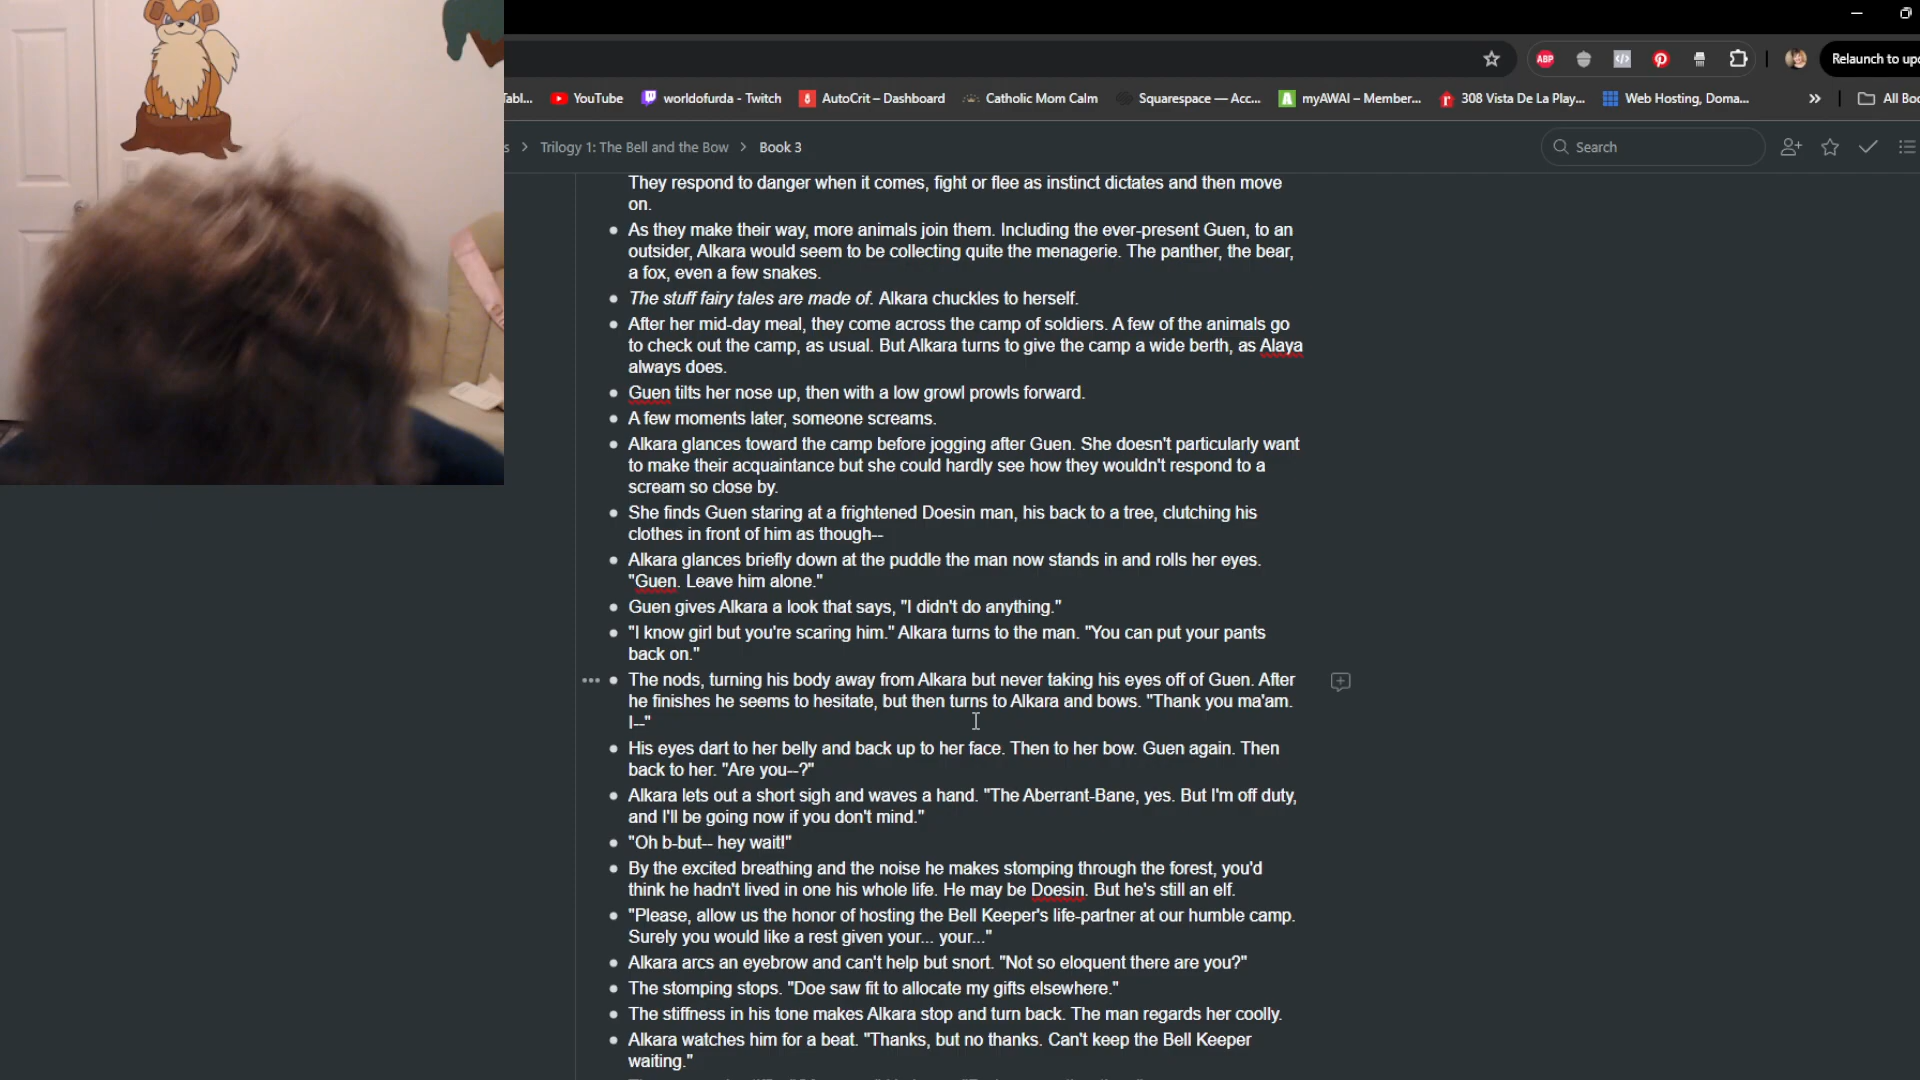 ABP
Relaunch to upd
Tabl...
YouTube
worldofurda - Twitch
AutoCrit – Dashboard
Catholic Mom Calm
Squarespace — Acc...
myAWAI – Member...
308 Vista De La Play...
Web Hosting, Doma...
»
All Boo
s > Trilogy 1: The Bell and the Bow > Book 3
Search
They respond to danger when it comes, fight or flee as instinct dictates and then move
on.
As they make their way, more animals join them. Including the ever-present Guen, to an
outsider, Alkara would seem to be collecting quite the menagerie. The panther, the bear,
a fox, even a few snakes.
The stuff fairy tales are made of. Alkara chuckles to herself.
After her mid-day meal, they come across the camp of soldiers. A few of the animals go
to check out the camp, as usual. But Alkara turns to give the camp a wide berth, as Alaya
always does.
Guen tilts her nose up, then with a low growl prowls forward.
A few moments later, someone screams.
Alkara glances toward the camp before jogging after Guen. She doesn't particularly want
to make their acquaintance but she could hardly see how they wouldn't respond to a
scream so close by.
She finds Guen staring at a frightened Doesin man, his back to a tree, clutching his
clothes in front of him as though--
Alkara glances briefly down at the puddle the man now stands in and rolls her eyes.
"Guen. Leave him alone."
Guen gives Alkara a look that says, "I didn't do anything."
"I know girl but you're scaring him." Alkara turns to the man. "You can put your pants
back on."
The nods, turning his body away from Alkara but never taking his eyes off of Guen. After
he finishes he seems to hesitate, but then turns to Alkara and bows. "Thank you ma'am.
I--"
His eyes dart to her belly and back up to her face. Then to her bow. Guen again. Then
back to her. "Are you--?"
Alkara lets out a short sigh and waves a hand. "The Aberrant-Bane, yes. But I'm off duty,
and I'll be going now if you don't mind."
"Oh b-but-- hey wait!"
By the excited breathing and the noise he makes stomping through the forest, you'd
think he hadn't lived in one his whole life. He may be Doesin. But he's still an elf.
"Please, allow us the honor of hosting the Bell Keeper's life-partner at our humble camp.
Surely you would like a rest given your... your..."
Alkara arcs an eyebrow and can't help but snort. "Not so eloquent there are you?"
The stomping stops. "Doe saw fit to allocate my gifts elsewhere."
The stiffness in his tone makes Alkara stop and turn back. The man regards her coolly.
Alkara watches him for a beat. "Thanks, but no thanks. Can't keep the Bell Keeper
waiting."